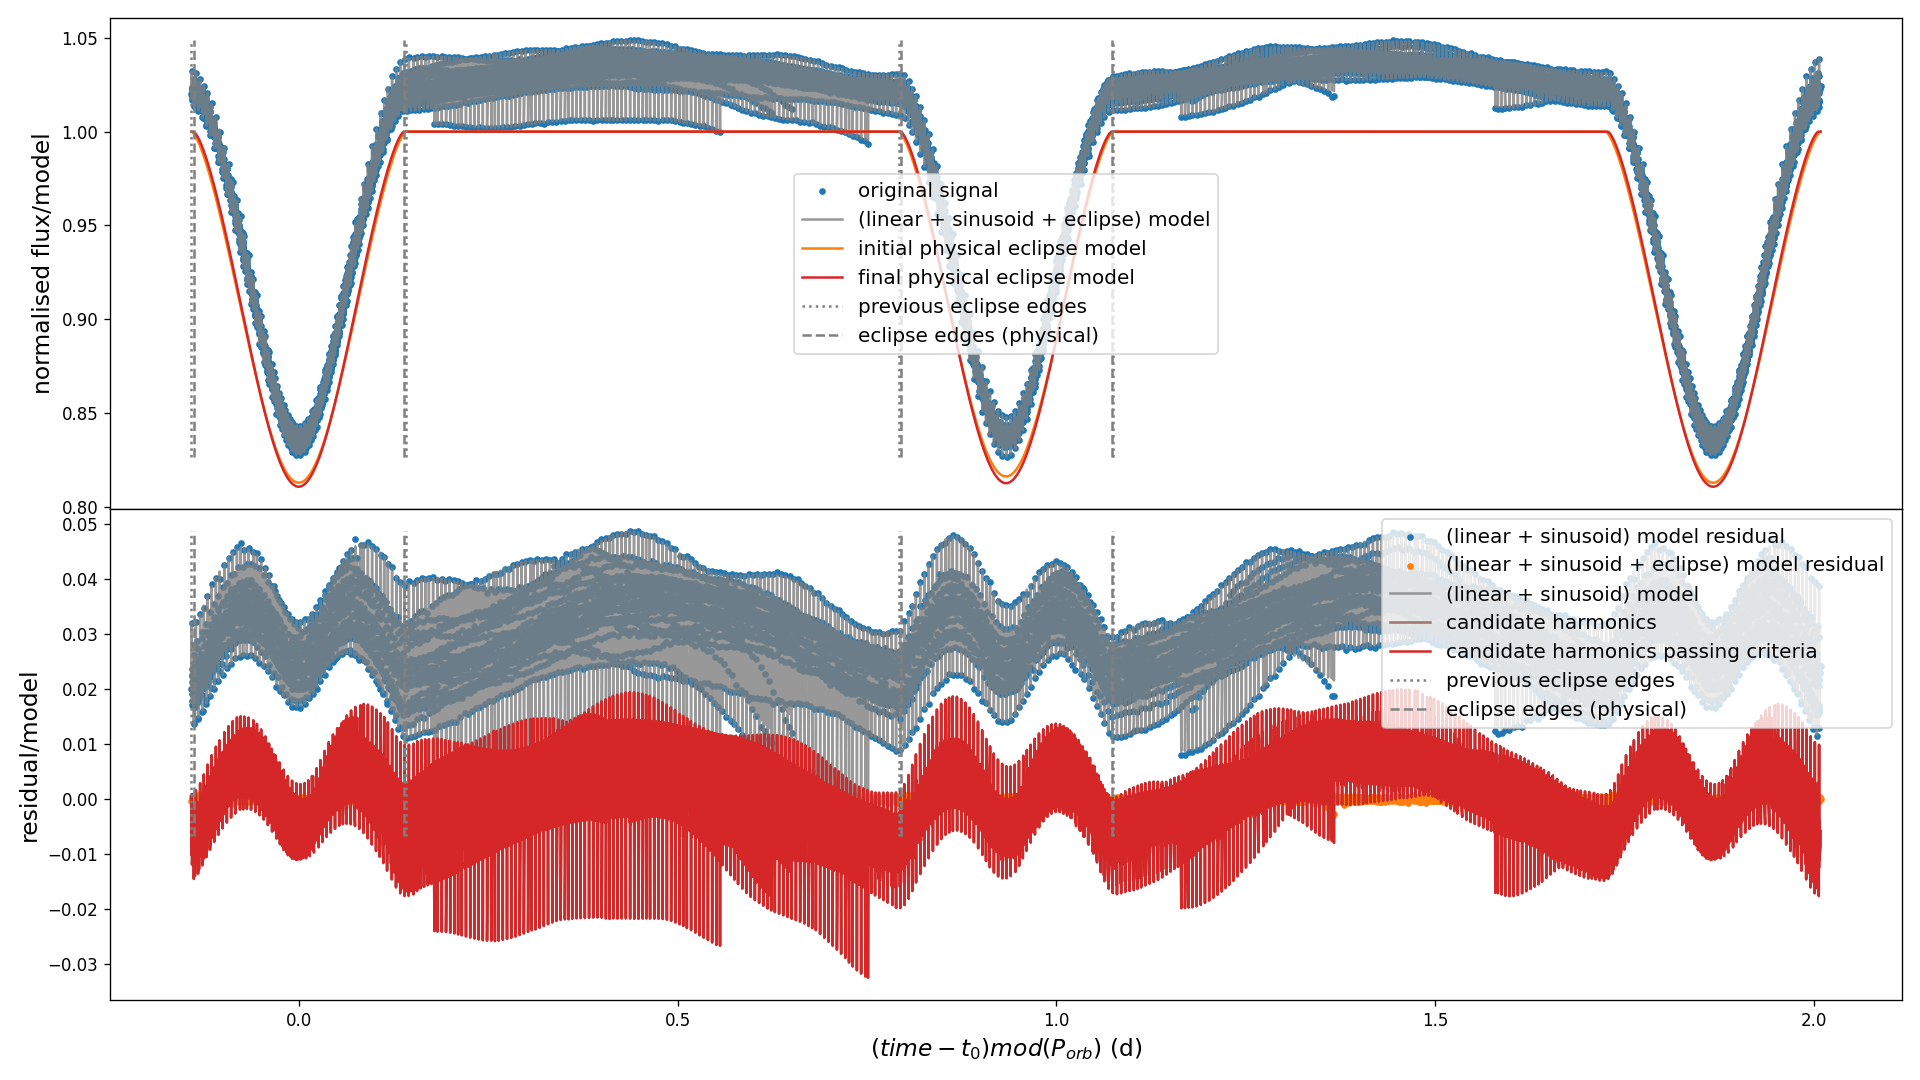 1.05
1.00
0.95
0.90
0.85
0.80
normalised flux/model
original signal
(linear + sinusoid + eclipse) model
initial physical eclipse model
final physical eclipse model
previous eclipse edges
eclipse edges (physical)
0.05
0.04
0.03
0.02
0.01
0.00
−0.01
−0.02
−0.03
residual/model
(linear + sinusoid) model residual
(linear + sinusoid + eclipse) model residual
(linear + sinusoid) model
candidate harmonics
candidate harmonics passing criteria
previous eclipse edges
eclipse edges (physical)
0.0 0.5 1.0 1.5 2.0
(time − t₀)mod(P_orb) (d)